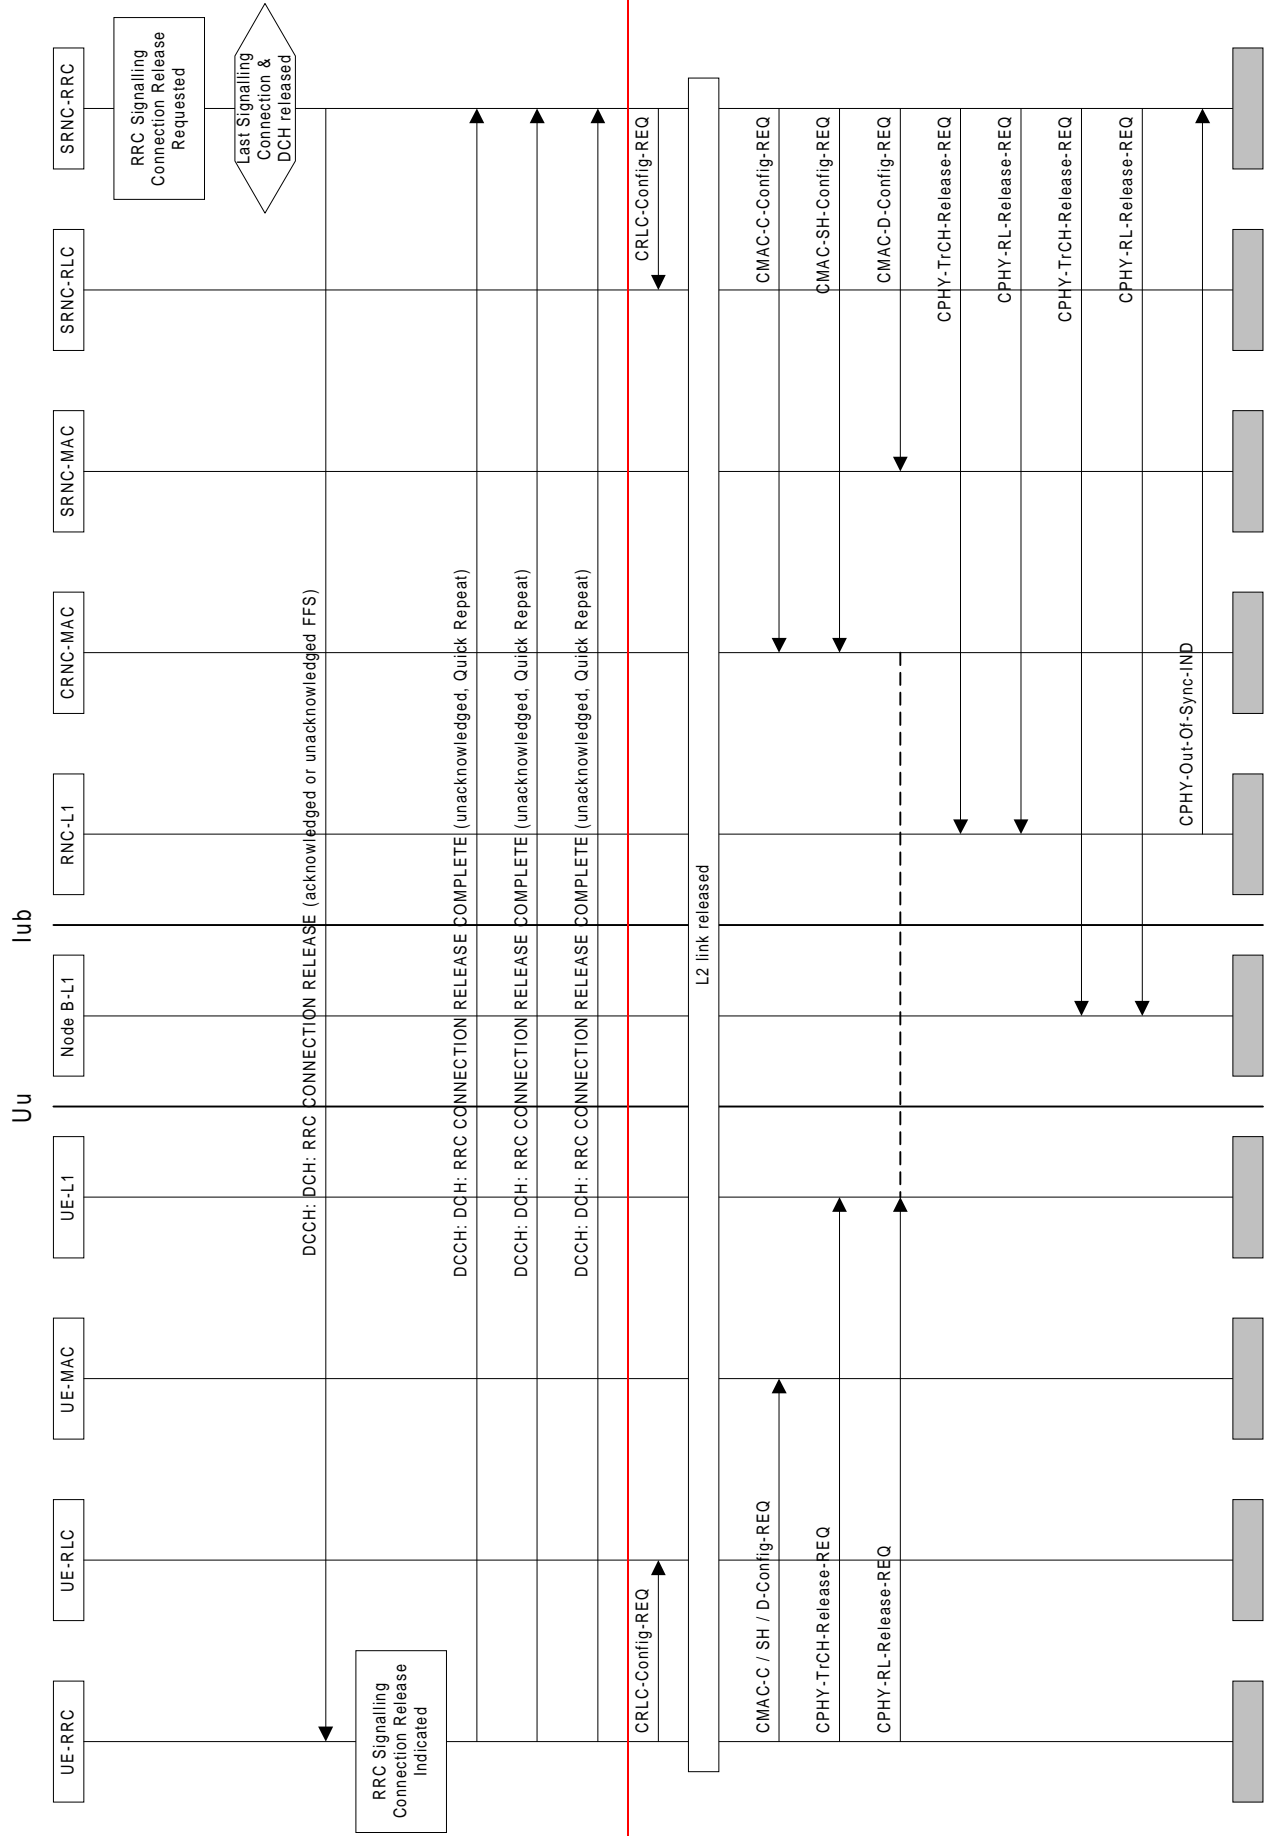 Uu
Iub
UE-RRC
UE-RLC
UE-MAC
UE-L1
Node B-L1
RNC-L1
CRNC-MAC
SRNC-MAC
SRNC-RLC
SRNC-RRC
RRC Signalling
Connection Release
Requested
Last Signalling
Connection &
DCH released
DCCH: DCH: RRC CONNECTION RELEASE (acknowledged or unacknowledged FFS)
RRC Signalling
Connection Release
Indicated
DCCH: DCH: RRC CONNECTION RELEASE COMPLETE (unacknowledged, Quick Repeat)
DCCH: DCH: RRC CONNECTION RELEASE COMPLETE (unacknowledged, Quick Repeat)
DCCH: DCH: RRC CONNECTION RELEASE COMPLETE (unacknowledged, Quick Repeat)
CRLC-Config-REQ
CRLC-Config-REQ
L2 link released
CMAC-C / SH / D-Config-REQ
CMAC-C-Config-REQ
CPHY-TrCH-Release-REQ
CMAC-SH-Config-REQ
CPHY-RL-Release-REQ
CMAC-D-Config-REQ
CPHY-TrCH-Release-REQ
CPHY-RL-Release-REQ
CPHY-TrCH-Release-REQ
CPHY-RL-Release-REQ
CPHY-Out-Of-Sync-IND